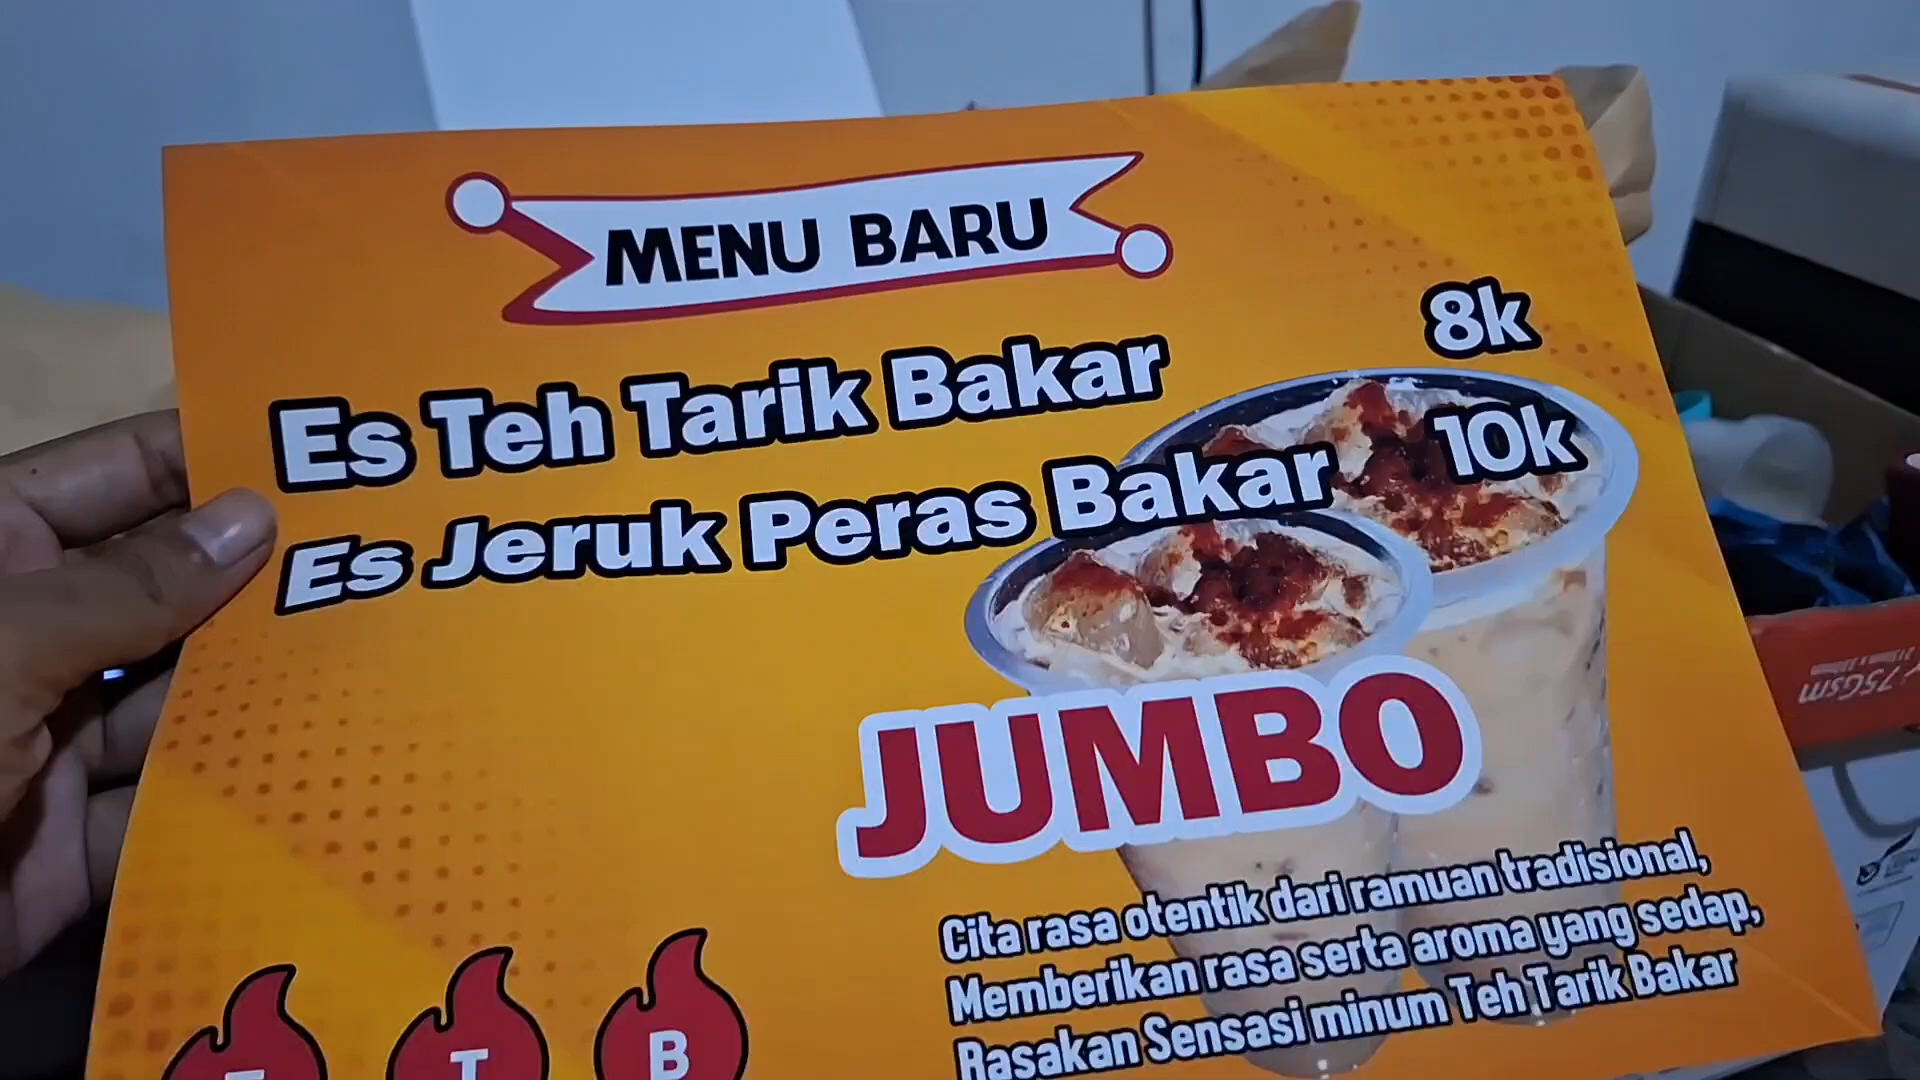 MENU BARU
Es Teh Tarik Bakar 8k
Es Jeruk Peras Bakar 10k
JUMBO
Cita rasa otentik dari ramuan tradisional,
Memberikan rasa serta aroma yang sedap,
Rasakan Sensasi minum Teh Tarik Bakar
T B
75Gsm